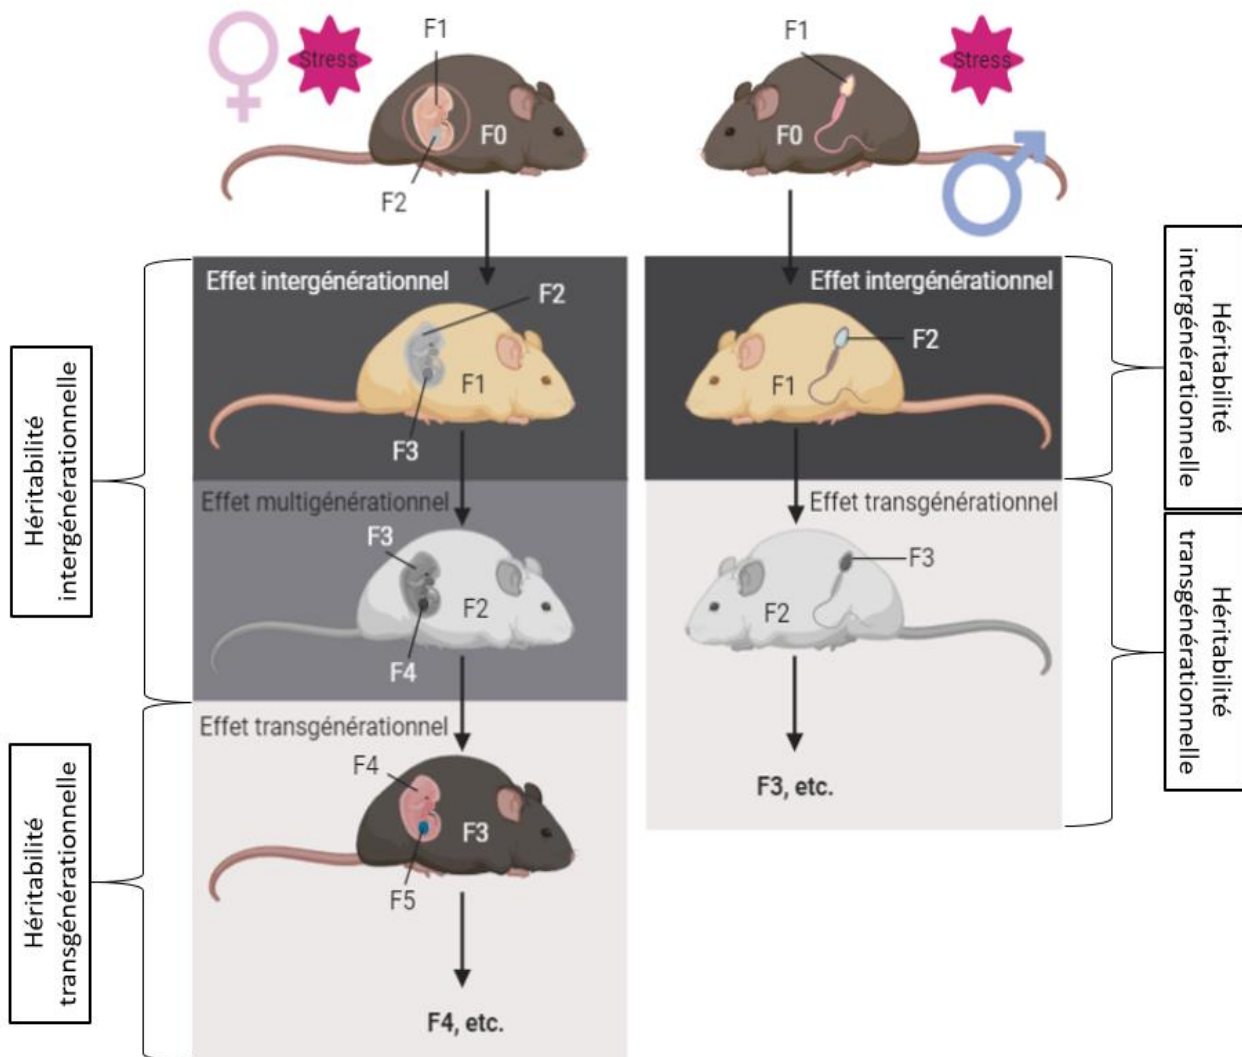 F1
Stress
F0
F2
F1
Stress
F0
Effet intergénérationnel
F2
F1
F3
Effet intergénérationnel
F2
F1
Héritabilité
intergénérationnelle
Héritabilité
intergénérationnelle
Effet multigénérationnel
F3
F2
F4
Effet transgénérationnel
F3
F2
F3, etc.
Héritabilité
transgénérationnelle
Effet transgénérationnel
F4
F3
F5
F4, etc.
Héritabilité
transgénérationnelle